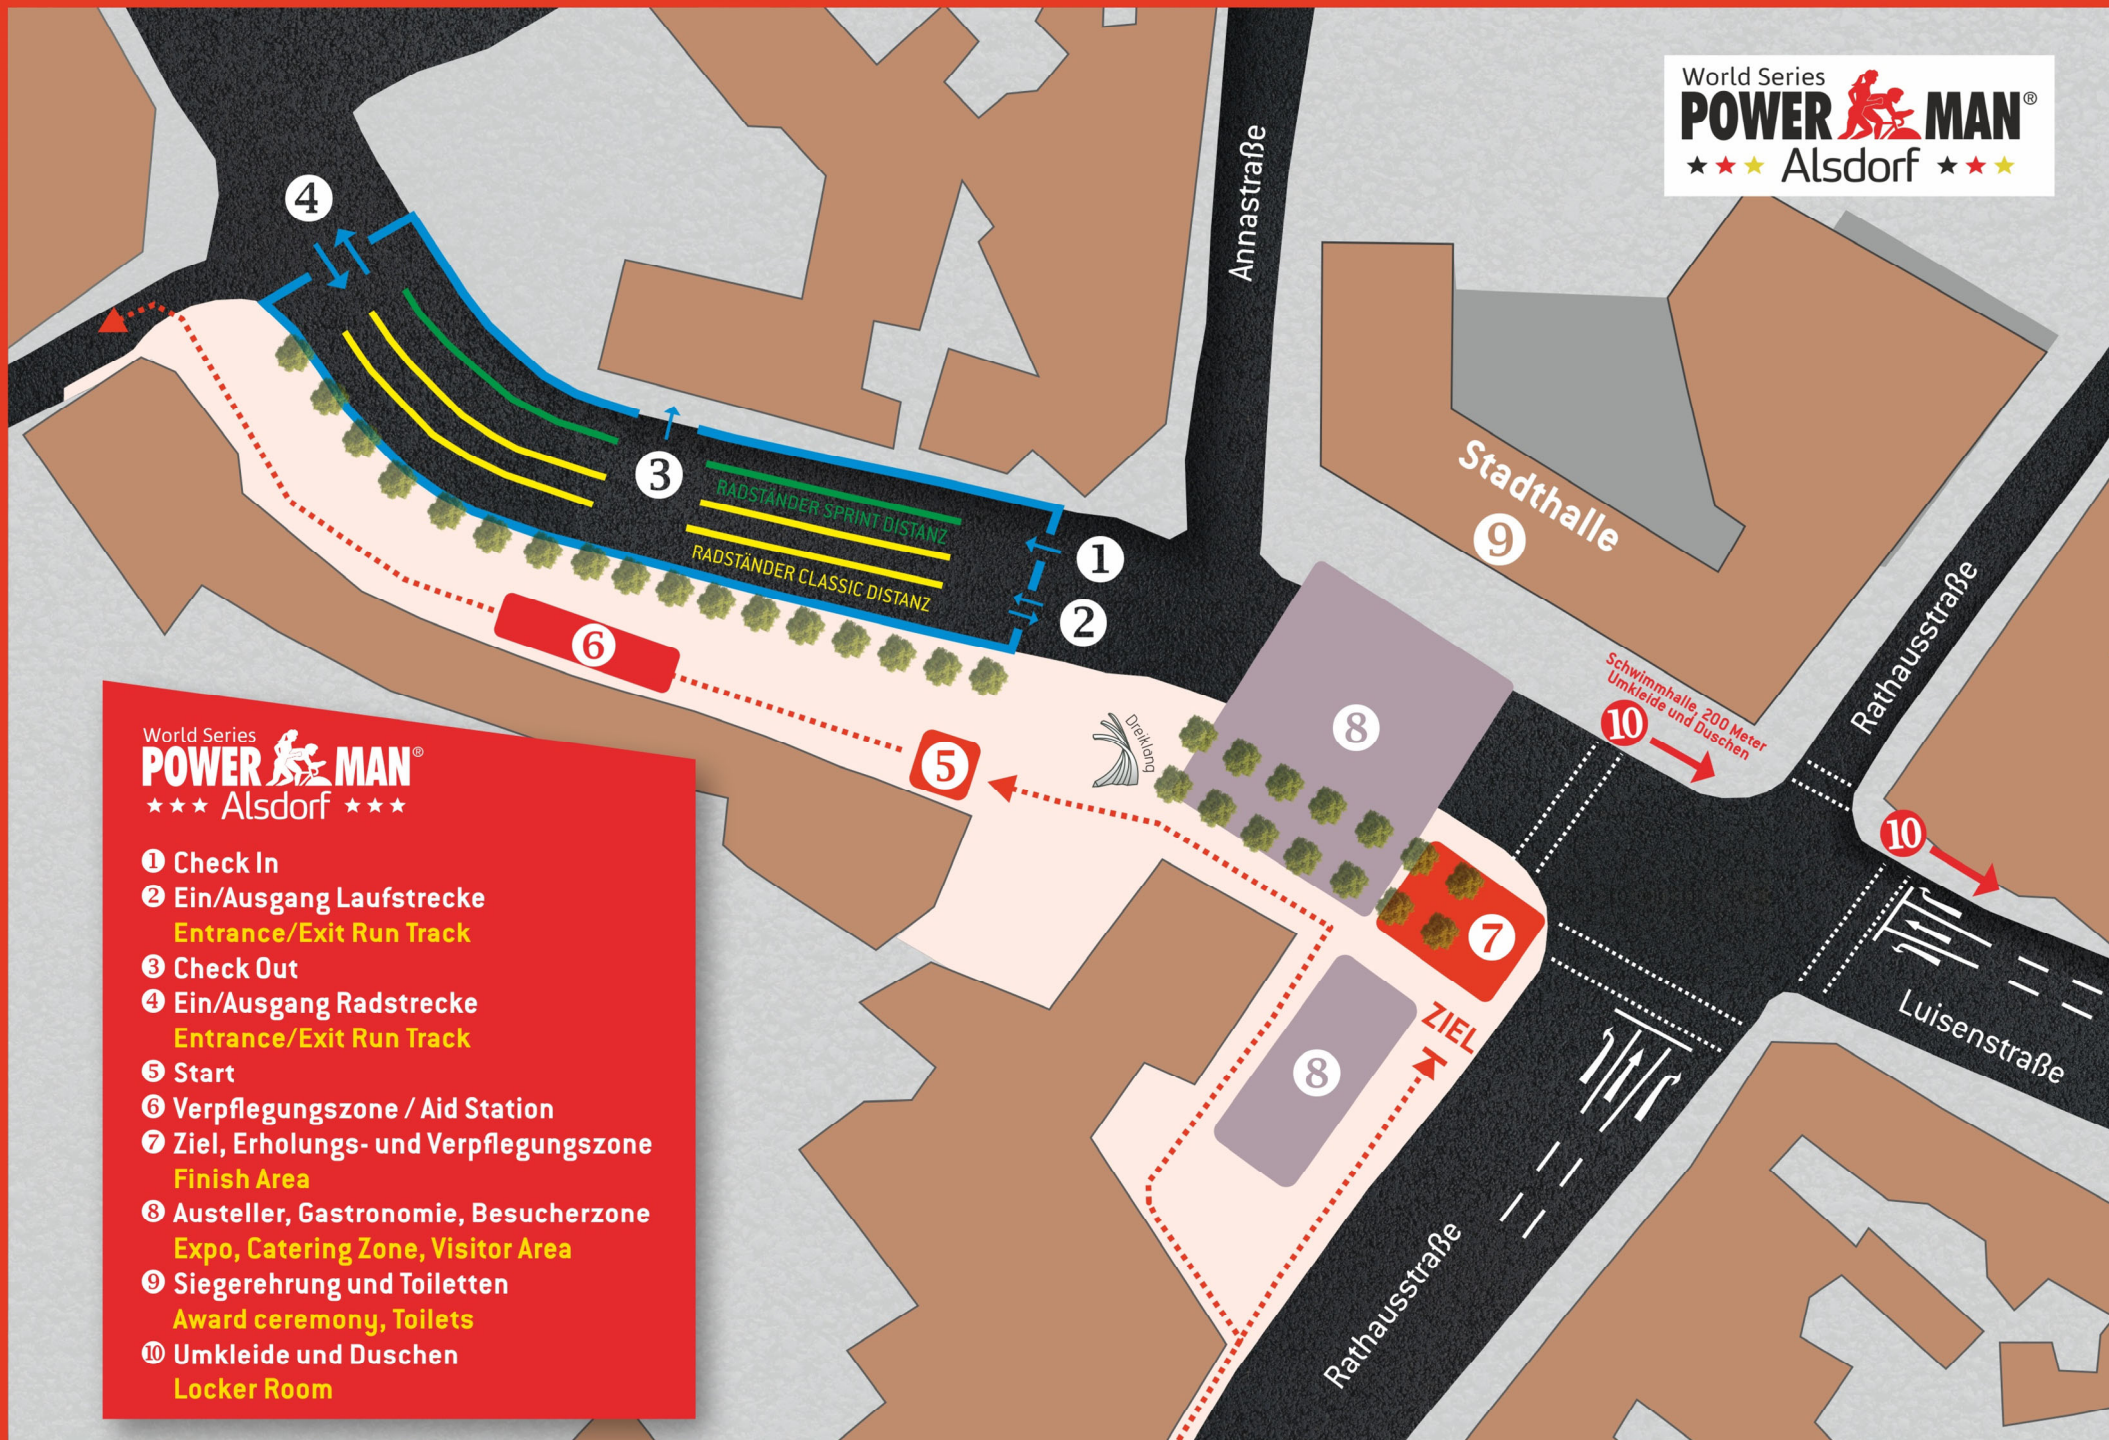 World Series
POWER MAN®
Alsdorf
4
Annastraße
3
RADSTÄNDER SPRINT DISTANZ
RADSTÄNDER CLASSIC DISTANZ
1
2
Stadthalle
9
Rathausstraße
6
5
Dreiklang
8
Schwimmhalle, 200 Meter
Umkleide und Duschen
10
10
7
ZIEL
8
Luisenstraße
Rathausstraße
World Series
POWER MAN®
Alsdorf
1 Check In
2 Ein/Ausgang Laufstrecke
Entrance/Exit Run Track
3 Check Out
4 Ein/Ausgang Radstrecke
Entrance/Exit Run Track
5 Start
6 Verpflegungszone / Aid Station
7 Ziel, Erholungs- und Verpflegungszone
Finish Area
8 Austeller, Gastronomie, Besucherzone
Expo, Catering Zone, Visitor Area
9 Siegerehrung und Toiletten
Award ceremony, Toilets
10 Umkleide und Duschen
Locker Room